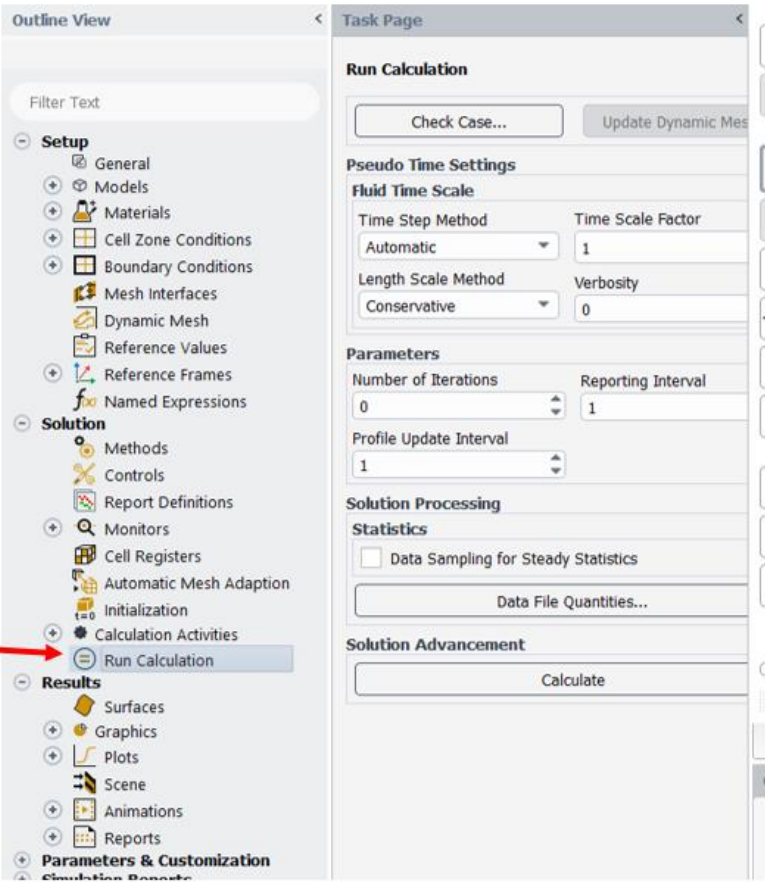 Outline View
Filter Text
Setup
General
Models
Materials
Cell Zone Conditions
Boundary Conditions
Mesh Interfaces
Dynamic Mesh
Reference Values
Reference Frames
Named Expressions
Solution
Methods
Controls
Report Definitions
Monitors
Cell Registers
Automatic Mesh Adaption
Initialization
Calculation Activities
Run Calculation
Results
Surfaces
Graphics
Plots
Scene
Animations
Reports
Parameters & Customization
Simulation Reports
Task Page
Run Calculation
Check Case... Update Dynamic Mes
Pseudo Time Settings
Fluid Time Scale
Time Step Method Time Scale Factor
Automatic 1
Length Scale Method Verbosity
Conservative 0
Parameters
Number of Iterations Reporting Interval
0 1
Profile Update Interval
1
Solution Processing
Statistics
Data Sampling for Steady Statistics
Data File Quantities...
Solution Advancement
Calculate